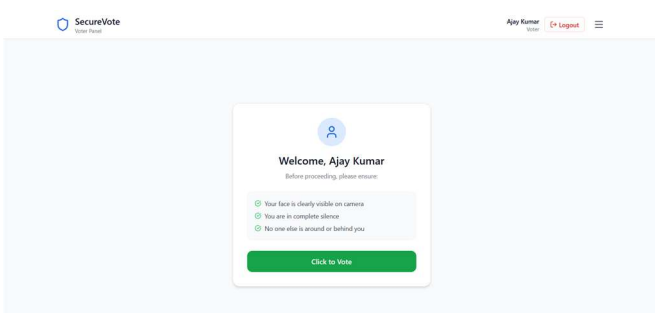 SecureVote
Voter Panel
Ajay Kumar
Voter
Logout
Welcome, Ajay Kumar
Before proceeding, please ensure:
Your face is clearly visible on camera
You are in complete silence
No one else is around or behind you
Click to Vote